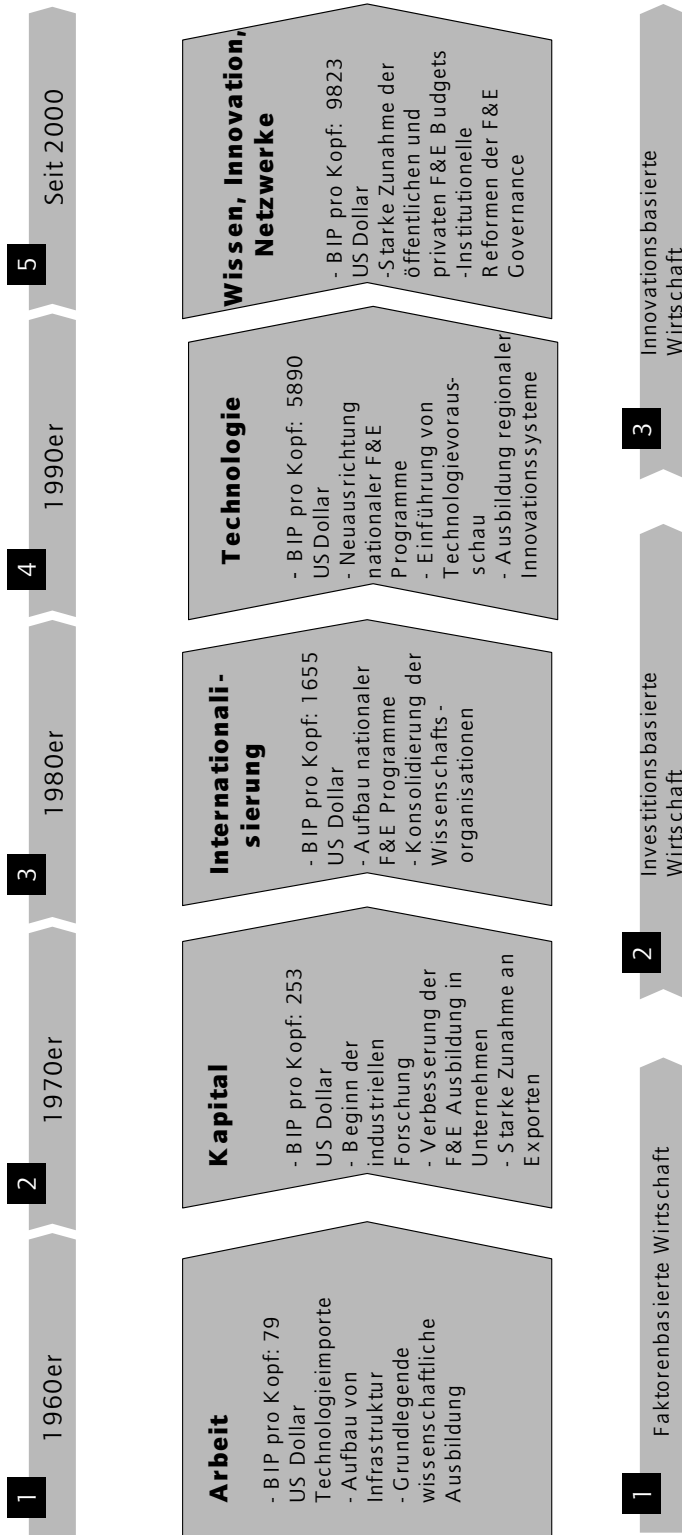 1
1960er
2
1970er
3
1980er
4
1990er
5
Seit 2000
Arbeit
- BIP pro Kopf: 79
US Dollar
Technologieimporte
- Aufbau von
Infrastruktur
- Grundlegende
wissenschaftliche
Ausbildung
Kapital
- BIP pro Kopf: 253
US Dollar
- Beginn der
industriellen
Forschung
- Verbesserung der
F&E Ausbildung in
Unternehmen
- Starke Zunahme an
Exporten
Internationali-
sierung
- BIP pro Kopf: 1655
US Dollar
- Aufbau nationaler
F&E Programme
- Konsolidierung der
Wissenschafts-
organisationen
Technologie
- BIP pro Kopf: 5890
US Dollar
- Neuausrichtung
nationaler F&E
Programme
- Einführung von
Technologievoraus-
schau
- Ausbildung regionaler
Innovationssysteme
Wissen, Innovation,
Netzwerke
- BIP pro Kopf: 9823
US Dollar
-Starke Zunahme der
öffentlichen und
privaten F&E Budgets
-Institutionelle
Reformen der F&E
Governance
1
Faktorenbasierte Wirtschaft
2
Investitionsbasierte
Wirtschaft
3
Innovationsbasierte
Wirtschaft